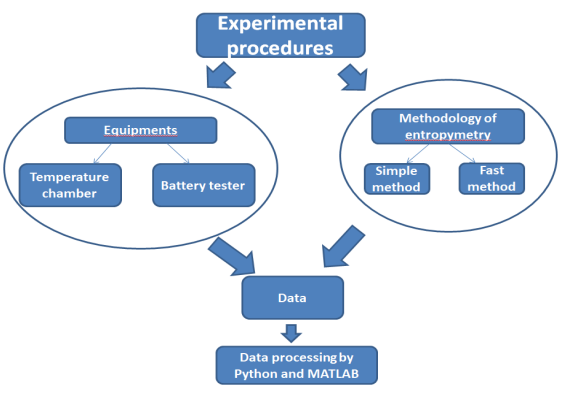 Experimental
procedures
Equipments
Temperature
chamber
Battery tester
Methodology of
entropymetry
Simple
method
Fast
method
Data
Data processing by
Python and MATLAB